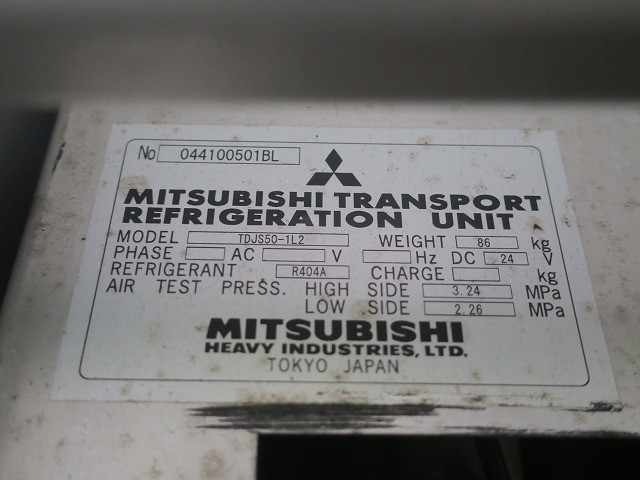 No 044100501BL
MITSUBISHI TRANSPORT
REFRIGERATION UNIT
MODEL TDJS50-1L2 WEIGHT 86 kg
PHASE AC V Hz DC 24 V
REFRIGERANT R404A CHARGE kg
AIR TEST PRESS. HIGH SIDE 3.24 MPa
LOW SIDE 2.26 MPa
MITSUBISHI
HEAVY INDUSTRIES, LTD.
TOKYO JAPAN